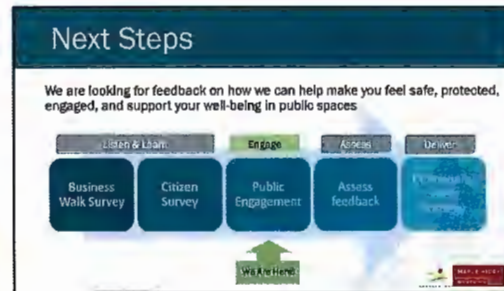 Next Steps
We are looking for feedback on how we can help make you feel safe, protected,
engaged, and support your well-being in public spaces
Listen & Learn
Engage
Assess
Deliver
Business
Walk Survey
Citizen
Survey
Public
Engagement
Assess
feedback
We Are Here!
MAPLE RIDGE